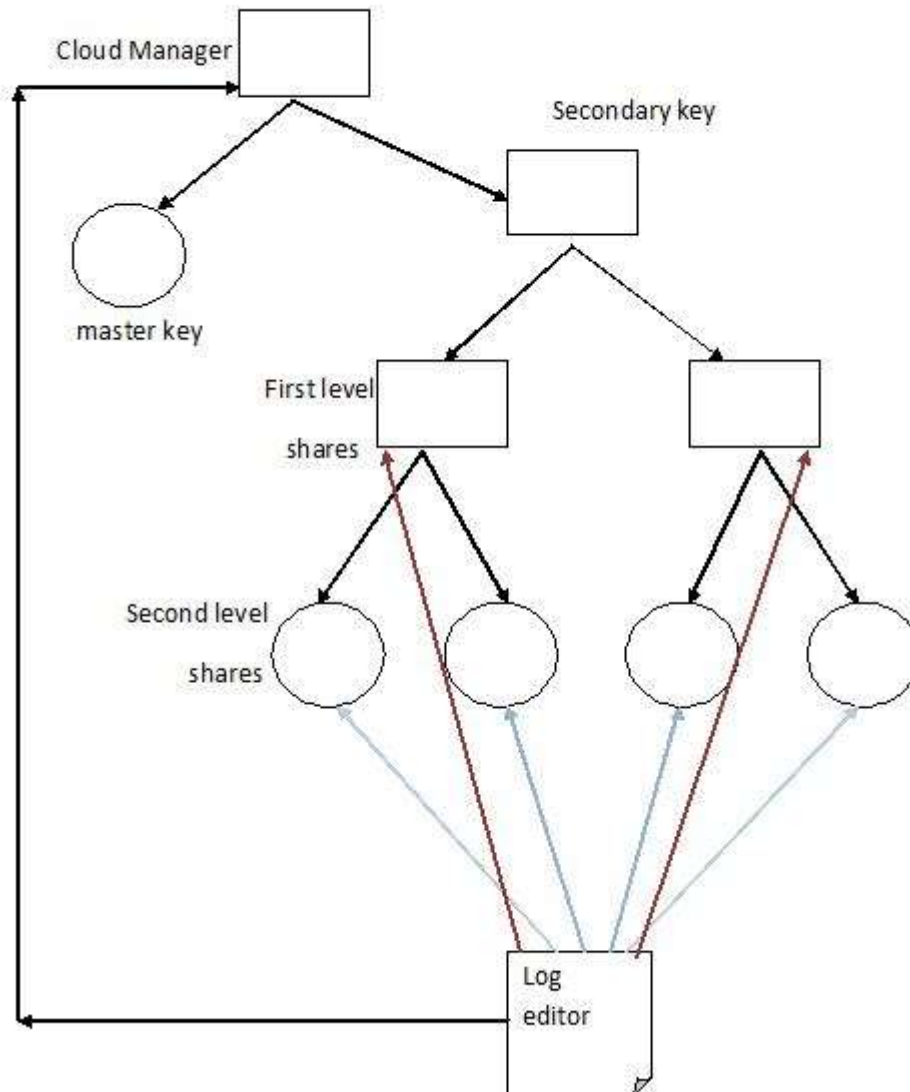 Cloud Manager
Secondary key
master key
First level
shares
Second level
shares
Log
editor